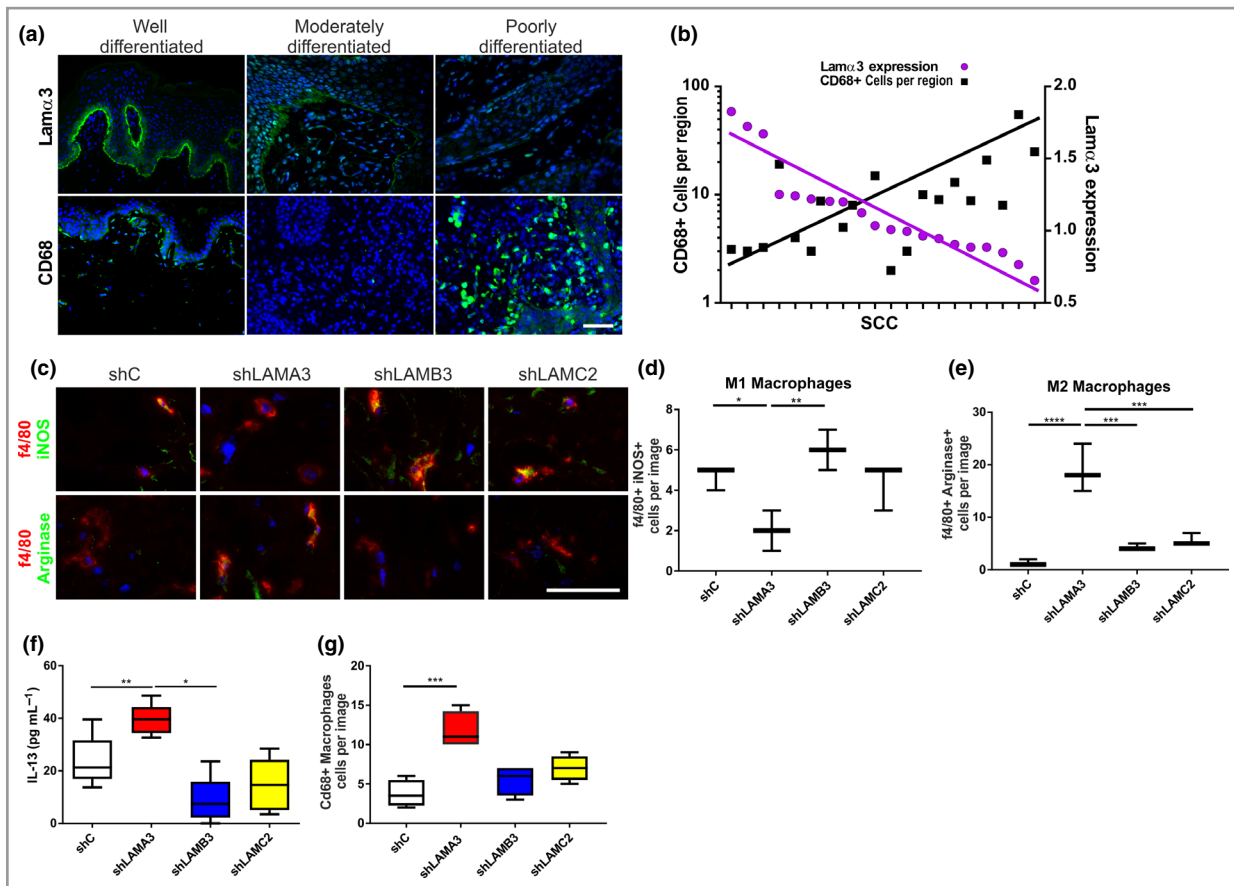 (a)
Well differentiated
Moderately differentiated
Poorly differentiated
Lamα3
CD68
(b)
Lamα3 expression
CD68+ Cells per region
CD68+ Cells per region
100
10
1
Lamα3 expression
2.0
1.5
1.0
0.5
SCC
(c)
shC
shLAMA3
shLAMB3
shLAMC2
f4/80
iNOS
f4/80
Arginase
(d)
M1 Macrophages
f4/80+ iNOS+
cells per image
8
6
4
2
0
*
**
shC
shLAMA3
shLAMB3
shLAMC2
(e)
M2 Macrophages
f4/80+ Arginase+
cells per image
30
20
10
0
****
***
***
shC
shLAMA3
shLAMB3
shLAMC2
(f)
IL-13 (pg mL⁻¹)
60
40
20
0
**
*
shC
shLAMA3
shLAMB3
shLAMC2
(g)
Cd68+ Macrophages
cells per image
20
15
10
5
0
***
shC
shLAMA3
shLAMB3
shLAMC2